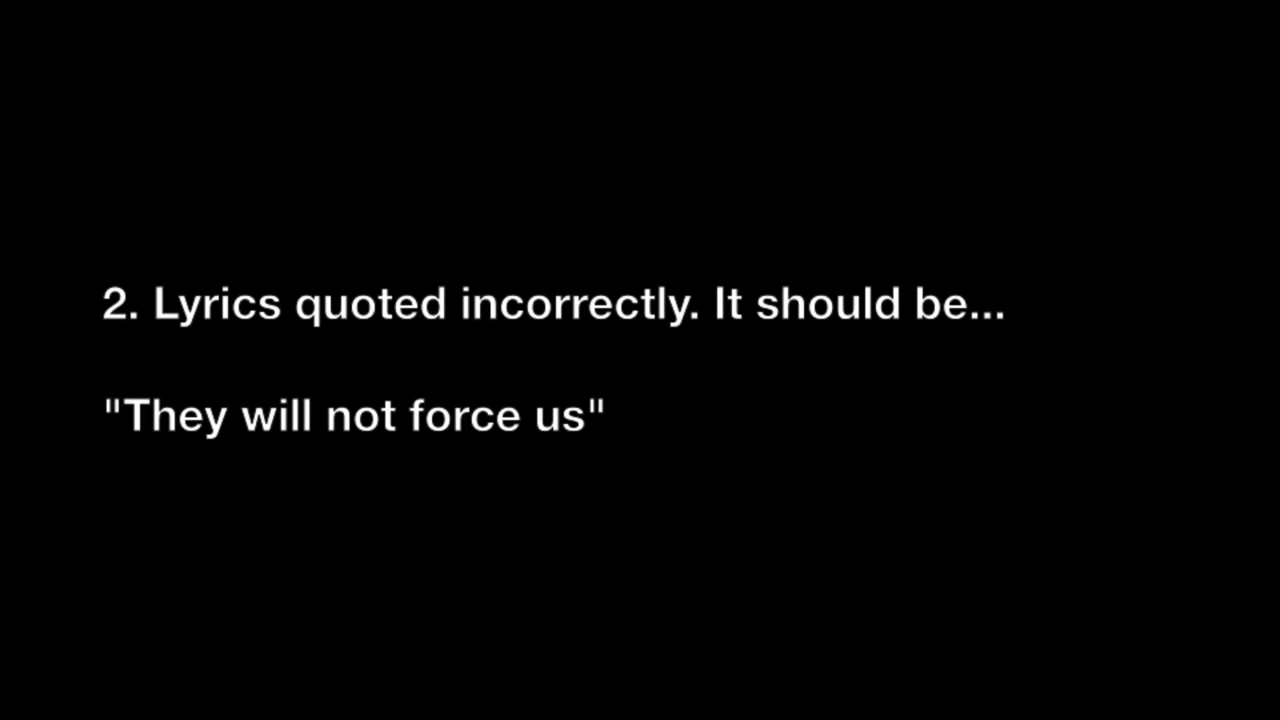 2. Lyrics quoted incorrectly. It should be...
"They will not force us"